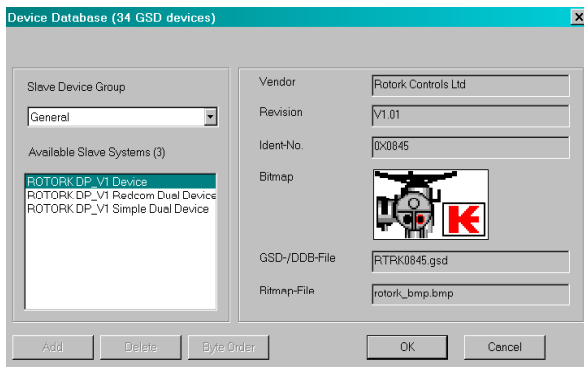 Device Database (34 GSD devices)
Slave Device Group
General
Available Slave Systems (3)
ROTORK DP_V1 Device
ROTORK DP_V1 Redcom Dual Device
ROTORK DP_V1 Simple Dual Device
Vendor
Rotork Controls Ltd
Revision
V1.01
Ident-No.
0X0845
Bitmap
GSD-/DDB-File
RTRK0845.gsd
Bitmap-File
rotork_bmp.bmp
Add
Delete
Byte Order
OK
Cancel